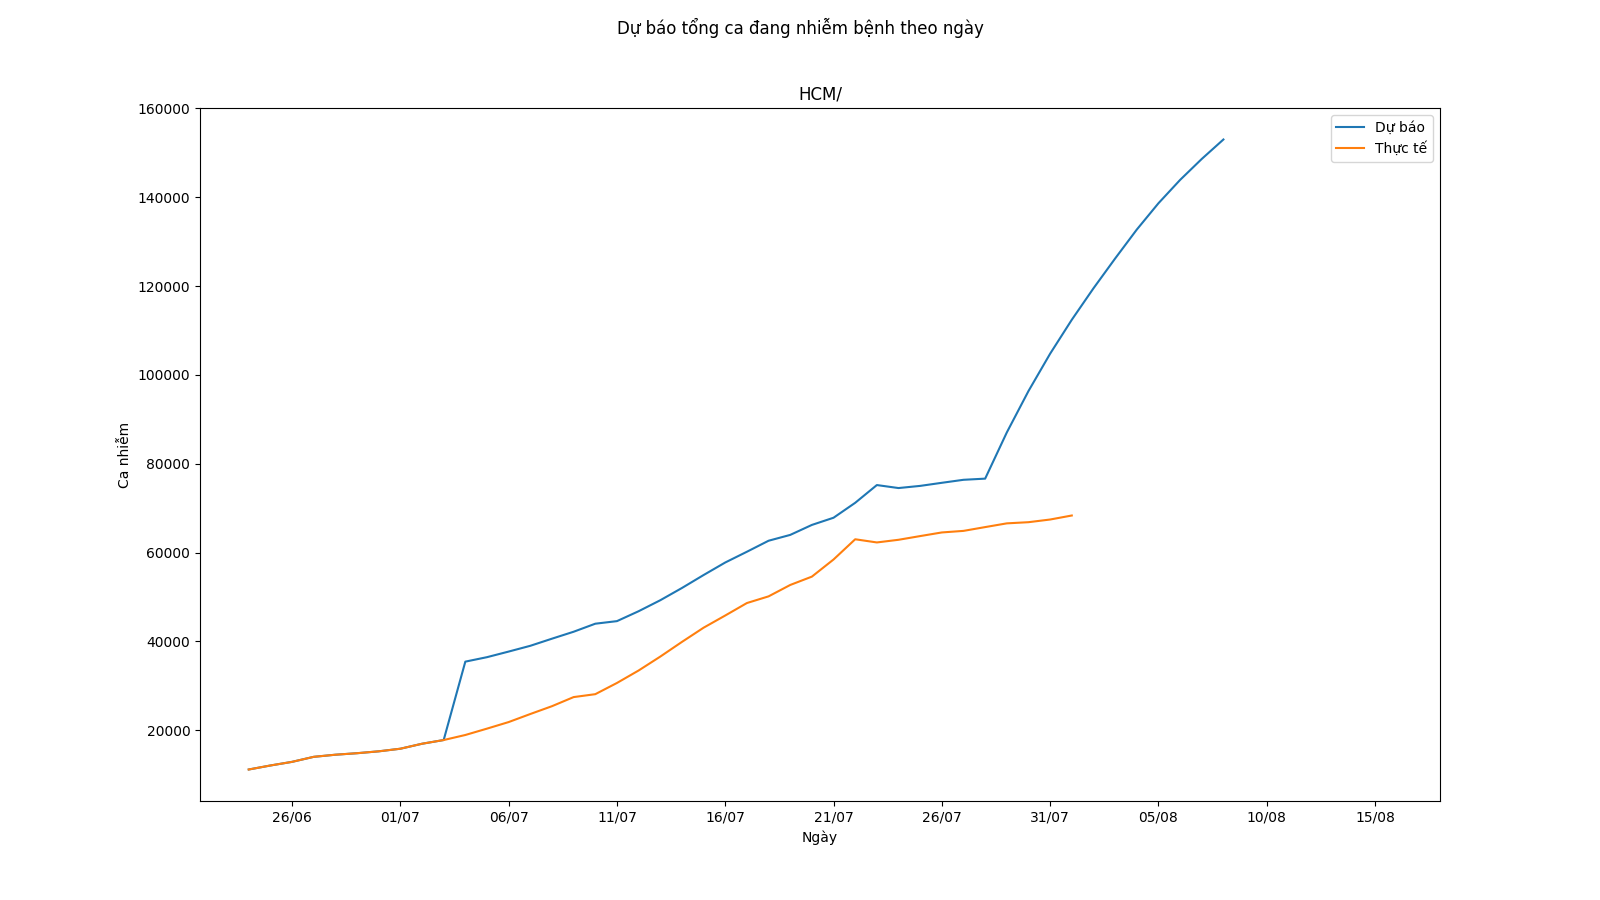 Dự báo tổng ca đang nhiễm bệnh theo ngày
HCM/
160000
140000
120000
100000
80000
60000
40000
20000
Ca nhiễm
Dự báo
Thực tế
26/06 01/07 06/07 11/07 16/07 21/07 26/07 31/07 05/08 10/08 15/08
Ngày